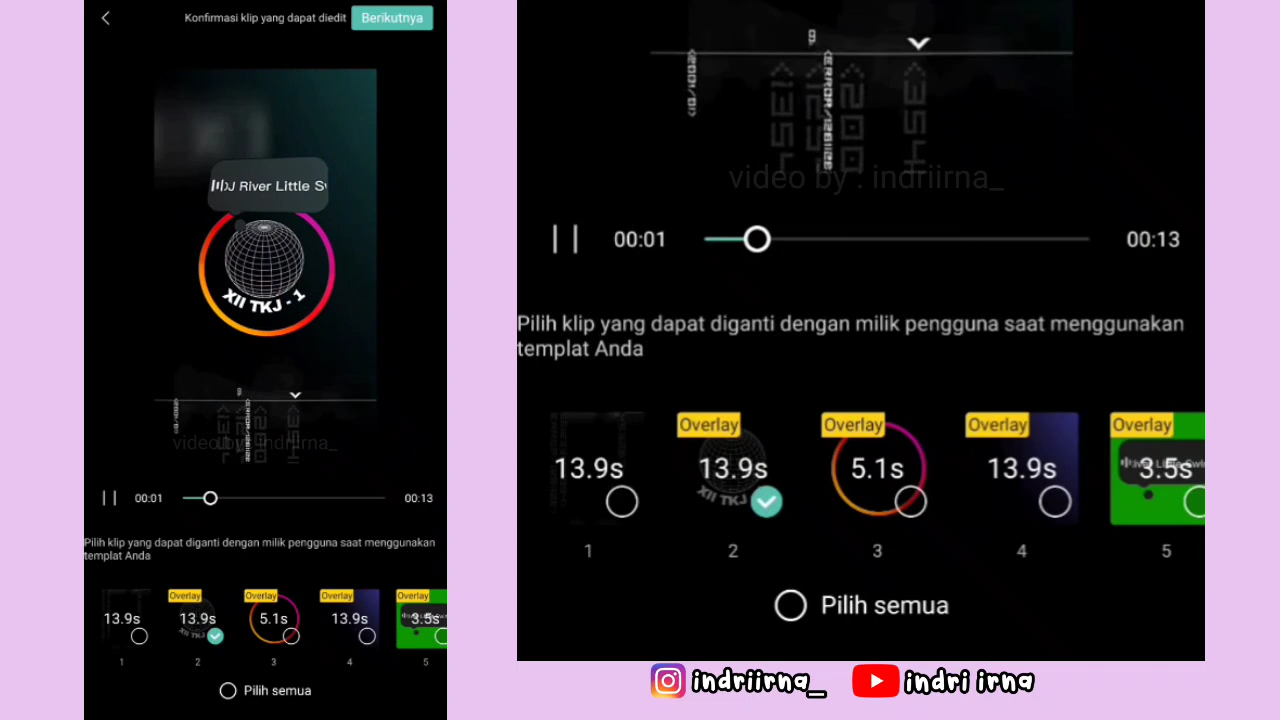 Konfirmasi klip yang dapat diedit
Berikutnya
DJ River Little Sw
XII TKJ - 1
video by : indriirna_
00:01
00:13
Pilih klip yang dapat diganti dengan milik pengguna saat menggunakan
templat Anda
Overlay
Overlay
Overlay
Overlay
13.9s
13.9s
5.1s
13.9s
3.5s
XII TKJ
1
2
3
4
5
Pilih semua
video by : indriirna_
00:01
00:13
Pilih klip yang dapat diganti dengan milik pengguna saat menggunakan
templat Anda
Overlay
Overlay
Overlay
Overlay
13.9s
13.9s
5.1s
13.9s
3.5s
XII TKJ
1
2
3
4
5
Pilih semua
indriirna_
indri irna